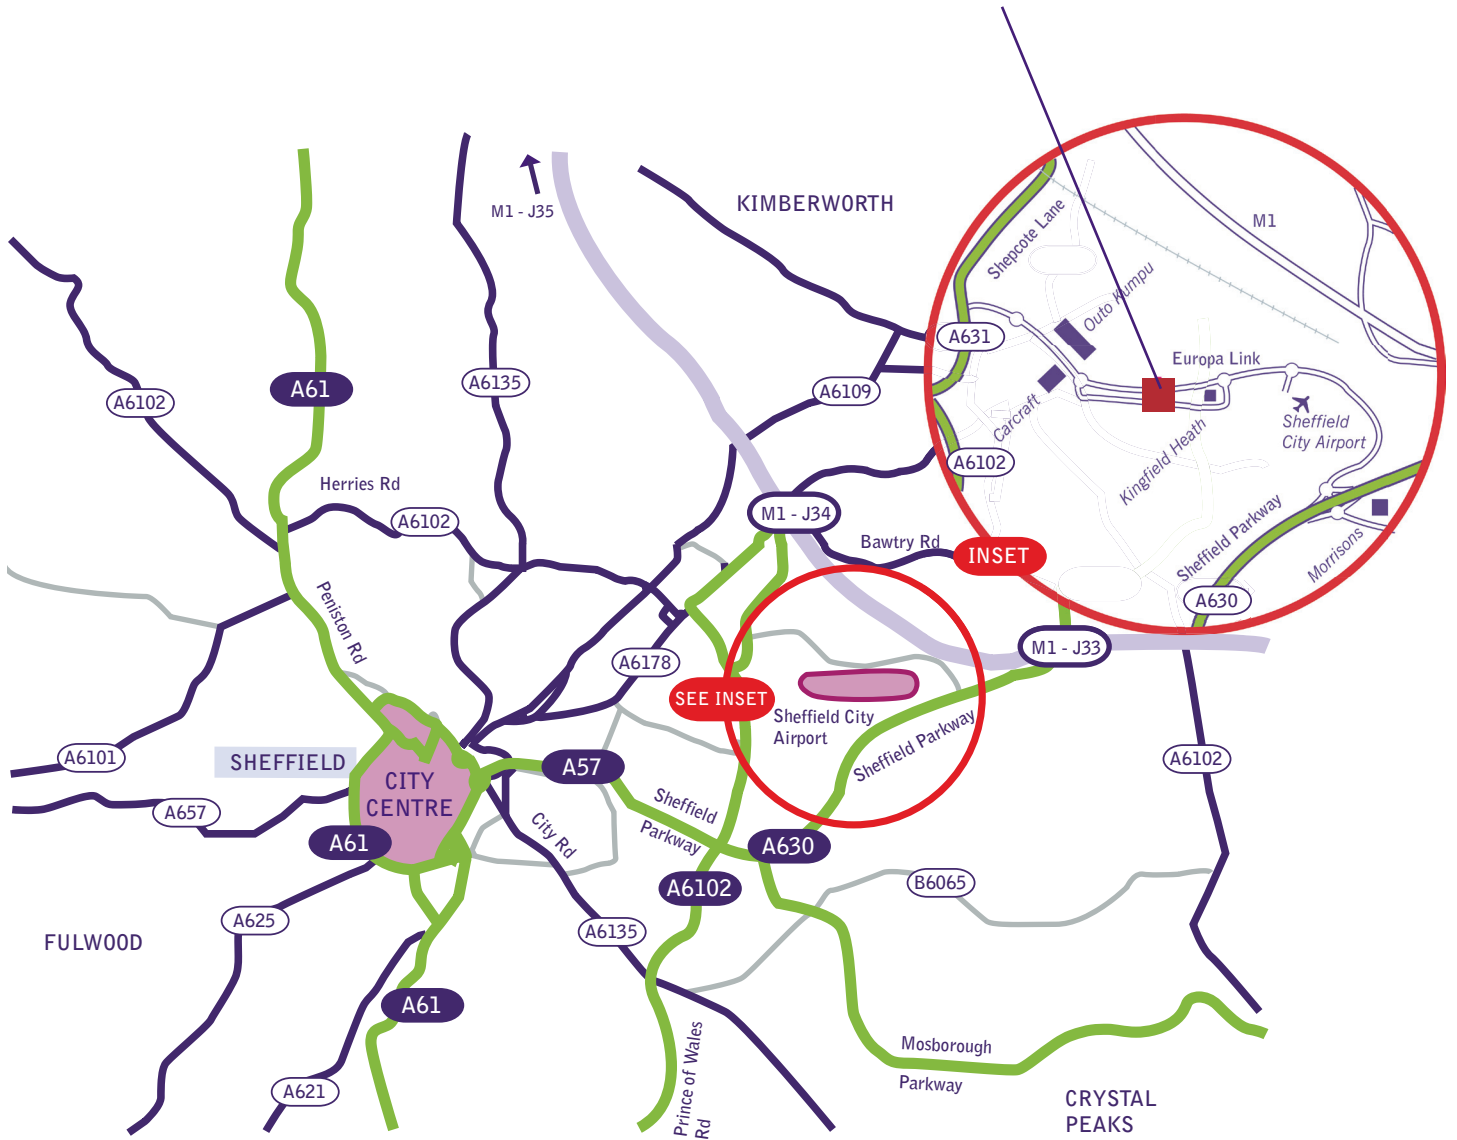 KIMBERWORTH
M1 - J35
M1
Shepcote Lane
Outo Kumpu
A631
Europa Link
A61
A6135
A6109
A6102
Carcraft
Sheffield
City Airport
Kingfield Heath
A6102
Herries Rd
A6102
M1 - J34
Bawtry Rd
INSET
Sheffield Parkway
Morrisons
A630
Peniston Rd
A6178
M1 - J33
SEE INSET
Sheffield City
Airport
Sheffield Parkway
A6101
SHEFFIELD
A57
A6102
CITY
CENTRE
A657
Sheffield
Parkway
City Rd
A61
A630
A6102
B6065
A625
A6135
FULWOOD
A61
Prince of Wales
Rd
Mosborough
Parkway
A621
CRYSTAL
PEAKS